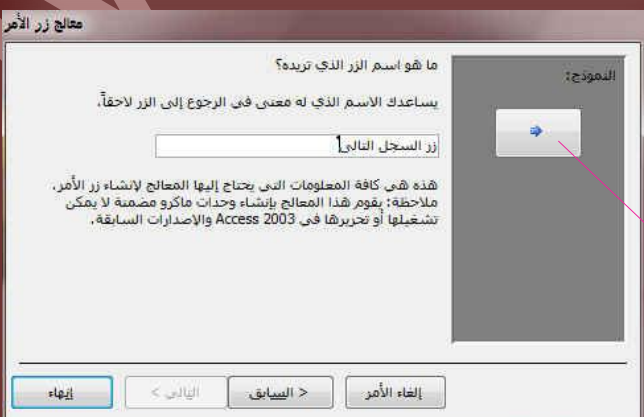 معالج زر الأمر
ما هو اسم الزر الذي تريده؟
النموذج:
يساعدك الاسم الذي له معنى في الرجوع إلى الزر لاحقاً.
زر السجل التالي
هذه هي كافة المعلومات التي يحتاج إليها المعالج لإنشاء زر الأمر.
ملاحظة: يقوم هذا المعالج بإنشاء وحدات ماكرو مضمنة لا يمكن
تشغيلها أو تحريرها في Access 2003 والإصدارات السابقة.
إلغاء الأمر
< السابق
التالي >
إنهاء